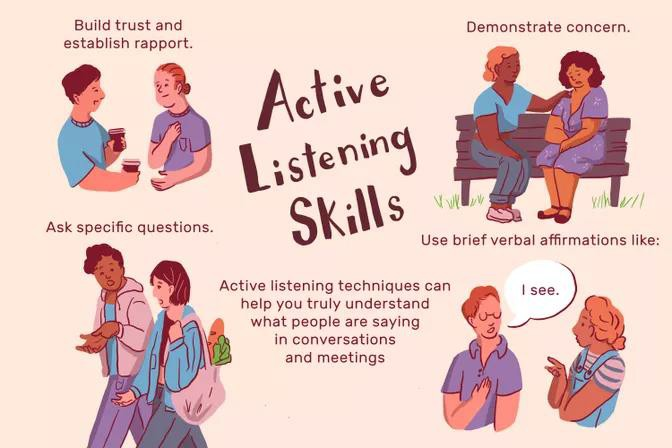 Build trust and
establish rapport.
Demonstrate concern.
Active
Listening
Skills
Ask specific questions.
Use brief verbal affirmations like:
I see.
Active listening techniques can
help you truly understand
what people are saying
in conversations
and meetings